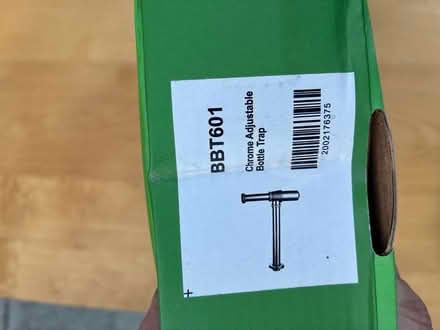 BBT601
Chrome Adjustable
Bottle Trap
2002176375